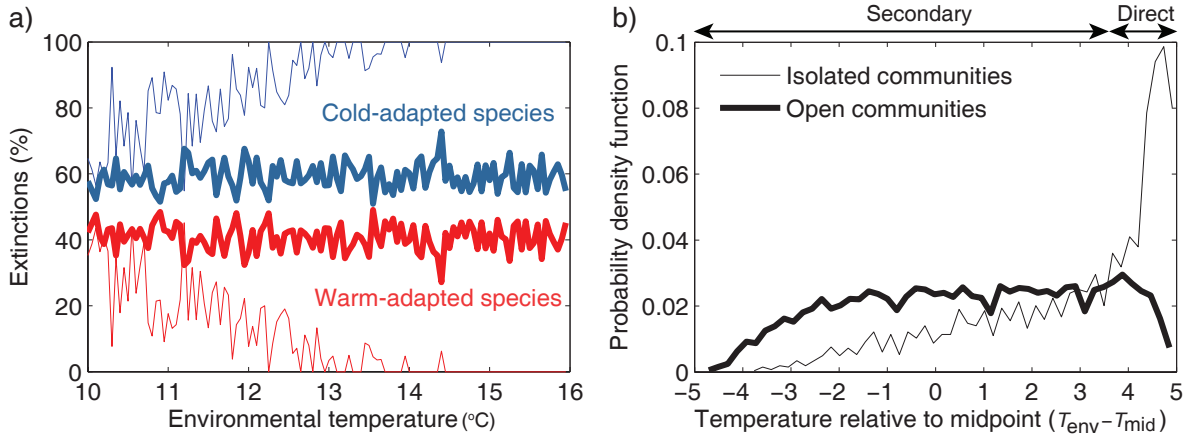 a)
Extinctions (%)
100
80
60
40
20
0
Cold-adapted species
Warm-adapted species
10 11 12 13 14 15 16
Environmental temperature (°C)
b)
Secondary Direct
Probability density function
0.1
0.08
0.06
0.04
0.02
0
Isolated communities
Open communities
−5 −4 −3 −2 −1 0 1 2 3 4 5
Temperature relative to midpoint (Tenv−Tmid)